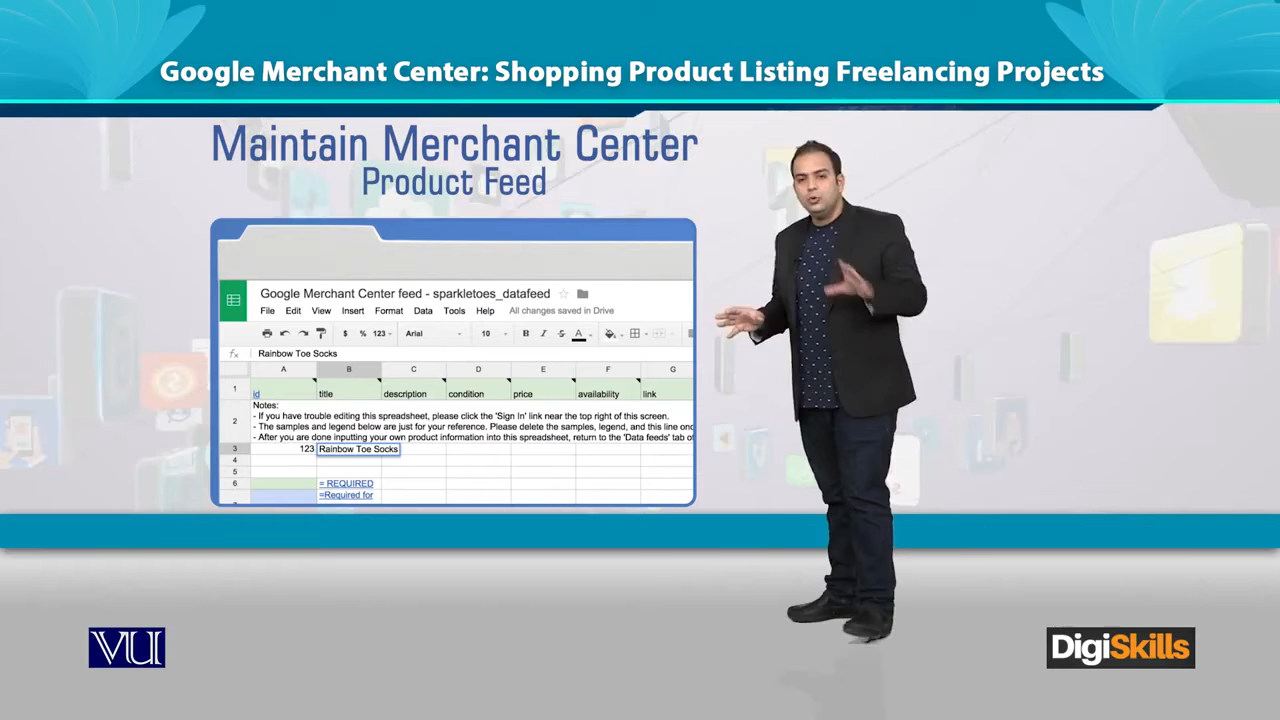 Google Merchant Center: Shopping Product Listing Freelancing Projects
Maintain Merchant Center
Product Feed
Google Merchant Center feed - sparkletoes_datafeed
File Edit View Insert Format Data Tools Help All changes saved in Drive
$ % 123 Arial 10 B I S A
fx Rainbow Toe Socks
A B C D E F G
1 id title description condition price availability link
2 Notes:
- If you have trouble editing this spreadsheet, please click the 'Sign In' link near the top right of this screen.
- The samples and legend below are just for your reference. Please delete the samples, legend, and this line onc
- After you are done inputting your own product information into this spreadsheet, return to the 'Data feeds' tab of
3 123 Rainbow Toe Socks
4
5
6 = REQUIRED
=Required for
VU
DigiSkills